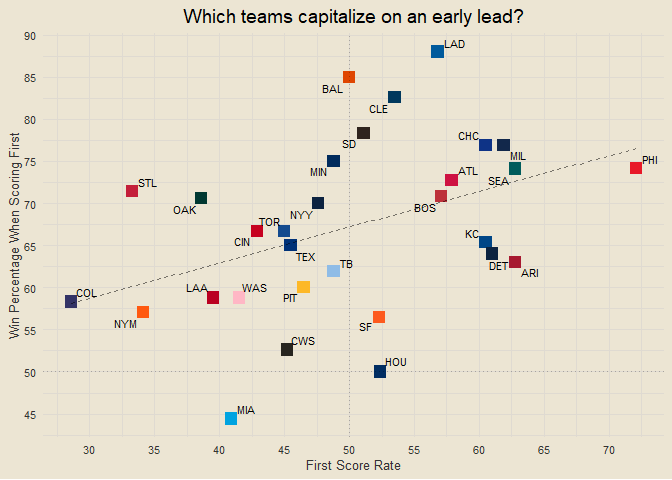 Which teams capitalize on an early lead?
Win Percentage When Scoring First
90
85
80
75
70
65
60
55
50
45
LAD
BAL
CLE
SD
CHC
MIL
MIN
PHI
SEA
ATL
STL
OAK
NYY
BOS
TOR
CIN
TEX
KC
DET
ARI
TB
COL
LAA
WAS
PIT
NYM
SF
CWS
HOU
MIA
30
35
40
45
50
55
60
65
70
First Score Rate